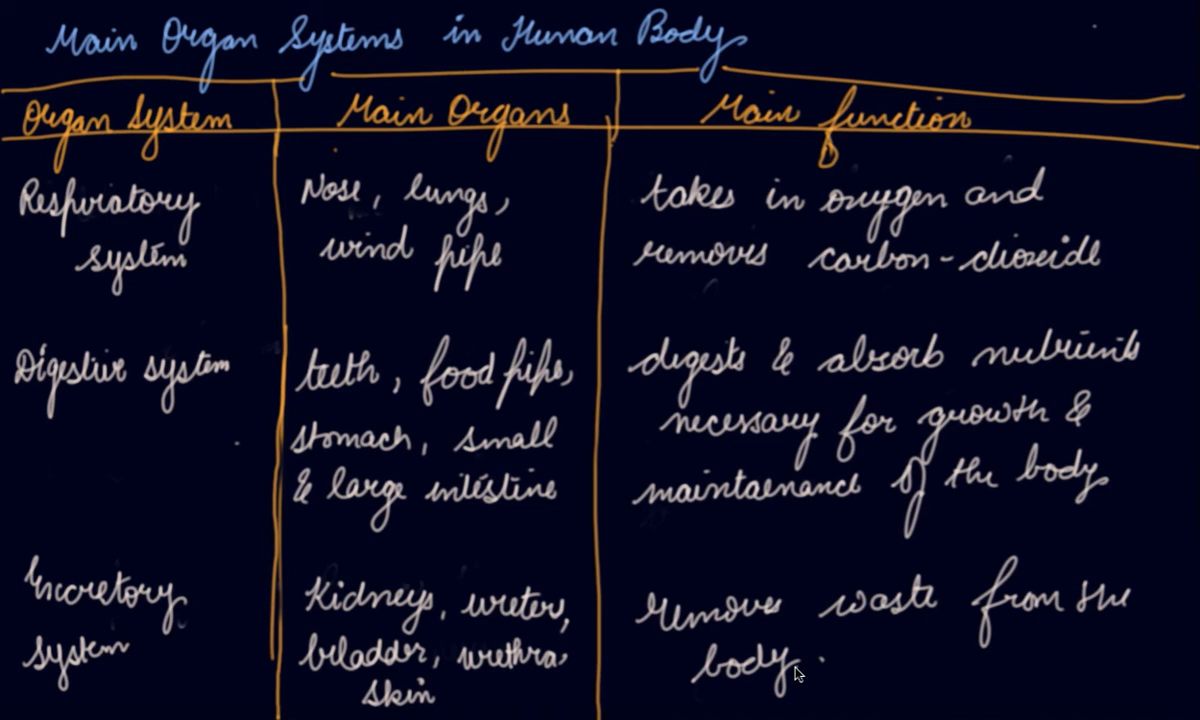 Main Organ Systems in Human Body
Organ System Main Organs Main function
Respiratory Nose, lungs, takes in oxygen and
system wind pipe removes carbon-dioxide
Digestive system teeth, food pipe, digests & absorb nutrients
stomach, small necessary for growth &
& large intestine maintaenance of the body
Excretory Kidneys, ureter, removes waste from the
system bladder, urethra, body.
skin